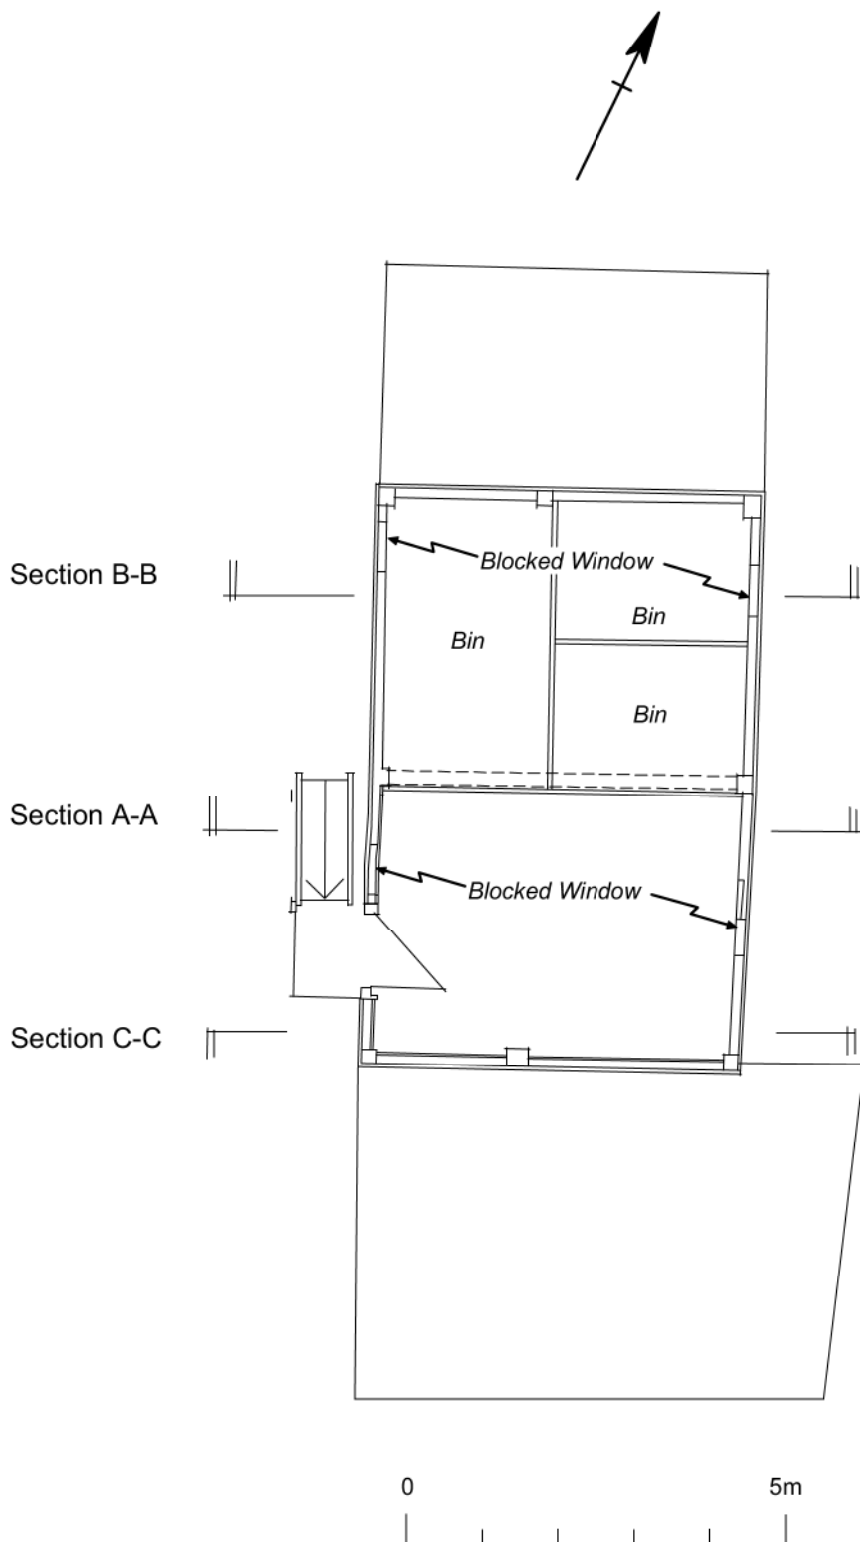 Section B-B
Blocked Window
Bin
Bin
Bin
Section A-A
Blocked Window
Section C-C
0
5m